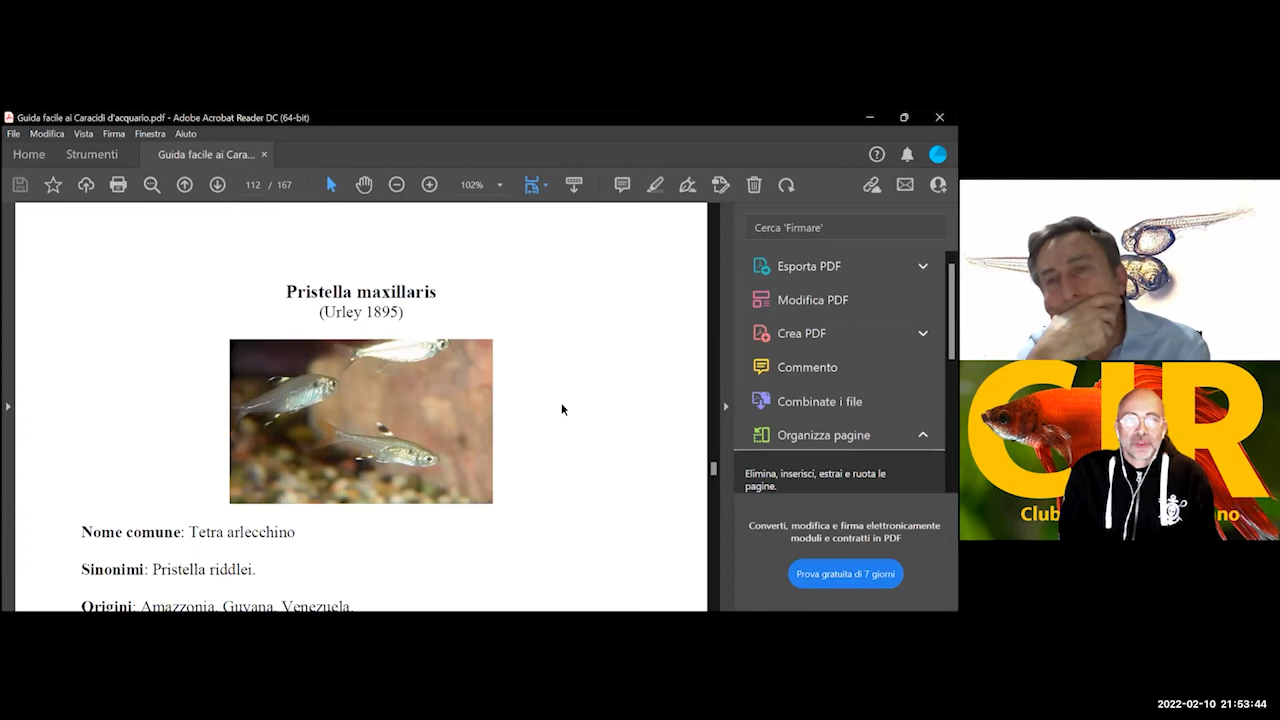 Guida facile ai Caracidi d'acquario.pdf - Adobe Acrobat Reader DC (64-bit)
File Modifica Vista Firma Finestra Aiuto
Home Strumenti Guida facile ai Cara... ×
112 / 167 102%
Cerca 'Firmare'
Esporta PDF
Modifica PDF
Crea PDF
Commento
Combinate i file
Organizza pagine
Elimina, inserisci, estrai e ruota le
pagine.
Converti, modifica e firma elettronicamente
moduli e contratti in PDF
Prova gratuita di 7 giorni
Pristella maxillaris
(Urley 1895)
Nome comune: Tetra arlecchino
Sinonimi: Pristella riddlei.
Origini: Amazzonia, Guyana, Venezuela.
CIR
Club no
2022-02-10 21:53:44